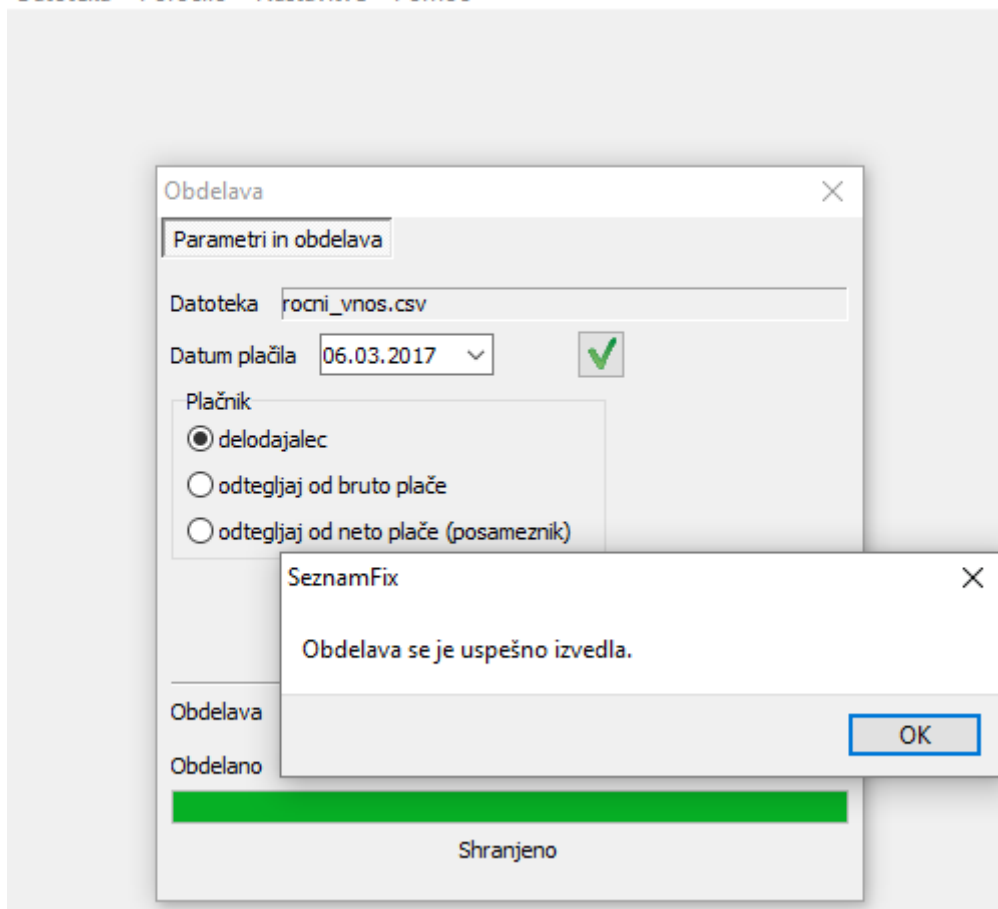 Obdelava
Parametri in obdelava
Datoteka rocni_vnos.csv
Datum plačila 06.03.2017
Plačnik
delodajalec
odtegljaj od bruto plače
odtegljaj od neto plače (posameznik)
SeznamFix
Obdelava se je uspešno izvedla.
OK
Obdelava
Obdelano
Shranjeno